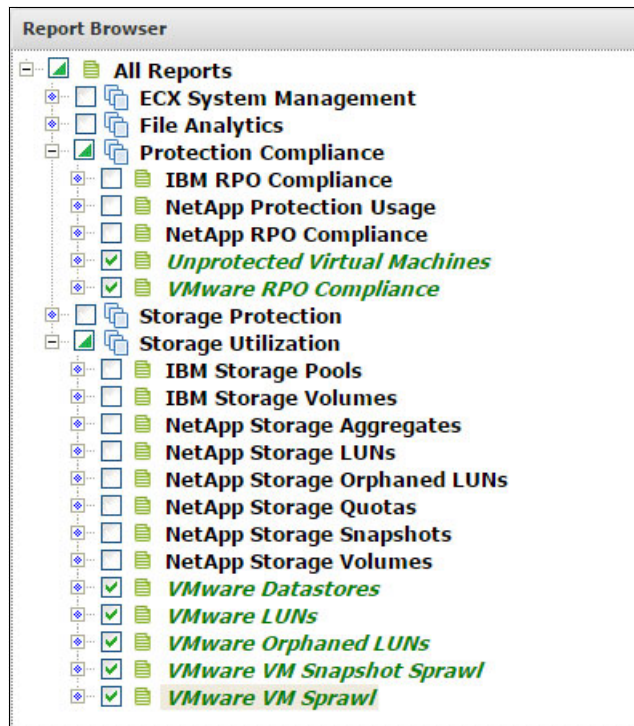 Report Browser
All Reports
ECX System Management
File Analytics
Protection Compliance
IBM RPO Compliance
NetApp Protection Usage
NetApp RPO Compliance
Unprotected Virtual Machines
VMware RPO Compliance
Storage Protection
Storage Utilization
IBM Storage Pools
IBM Storage Volumes
NetApp Storage Aggregates
NetApp Storage LUNs
NetApp Storage Orphaned LUNs
NetApp Storage Quotas
NetApp Storage Snapshots
NetApp Storage Volumes
VMware Datastores
VMware LUNs
VMware Orphaned LUNs
VMware VM Snapshot Sprawl
VMware VM Sprawl